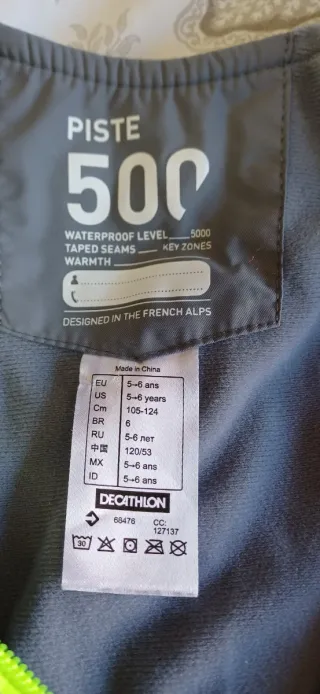 PISTE
500
WATERPROOF LEVEL 5000
TAPED SEAMS KEY ZONES
WARMTH
DESIGNED IN THE FRENCH ALPS
Made in China
EU 5→6 ans
US 5→6 years
Cm 105-124
BR 6
RU 5-6 лет
中国 120/53
MX 5→6 ans
ID 5→6 ans
DECATHLON
68476 CC:
127137
30